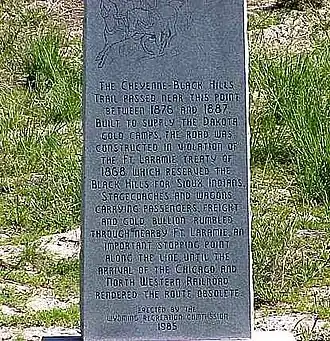 The Cheyenne-Black Hills
Trail passed near this point
between 1876 and 1887.
Built to supply the Dakota
gold camps, the road was
constructed in violation of
the Ft. Laramie Treaty of
1868 which reserved the
Black Hills for Sioux Indians.
Stagecoaches and wagons
carrying passengers, freight
and gold bullion rumbled
through nearby Ft. Laramie, an
important stopping point
along the line until the
arrival of the Chicago and
North Western Railroad
rendered the route obsolete.
Erected by the
Wyoming Recreation Commission
1985